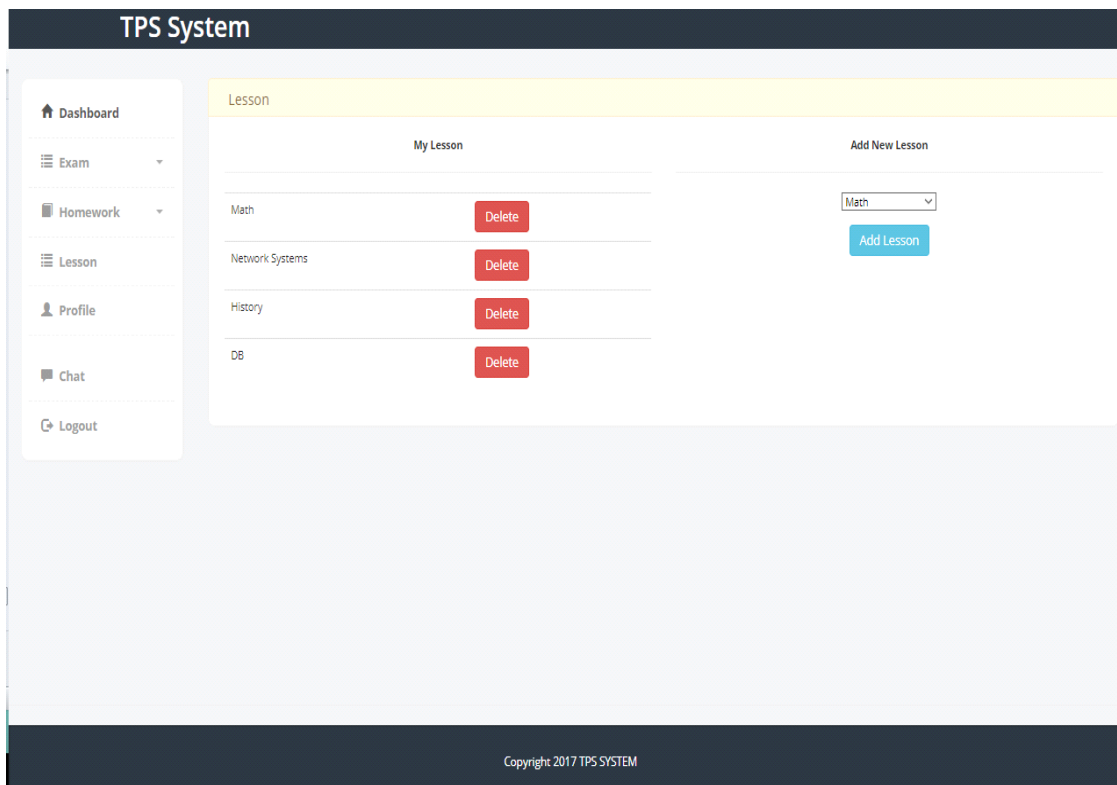 TPS System
Dashboard
Exam
Homework
Lesson
Profile
Chat
Logout
Lesson
My Lesson
Math Delete
Network Systems Delete
History Delete
DB Delete
Add New Lesson
Math
Add Lesson
Copyright 2017 TPS SYSTEM